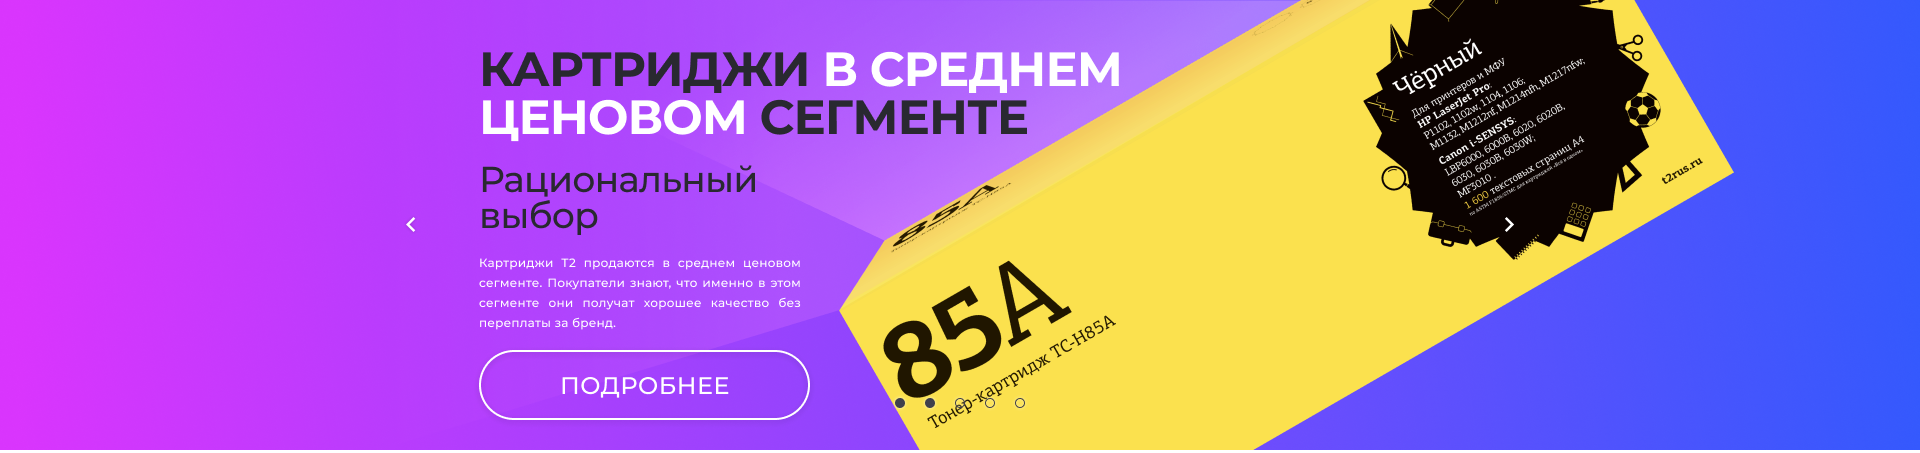 КАРТРИДЖИ В СРЕДНЕМ
ЦЕНОВОМ СЕГМЕНТЕ
Рациональный
выбор
Картриджи Т2 продаются в среднем ценовом
сегменте. Покупатели знают, что именно в этом
сегменте они получат хорошее качество без
переплаты за бренд.
ПОДРОБНЕЕ
85A
85A
Тонер-картридж TC-H85A
Чёрный
Для принтеров и МФУ
HP LaserJet Pro:
P1102, 1102w, 1104, 1106;
M1132, M1212nf, M1214nfh, M1217nfw;
Canon i-SENSYS:
LBP6000, 6000B, 6020, 6020B,
6030, 6030B, 6030W;
MF3010.
1 600 текстовых страниц А4
t2rus.ru